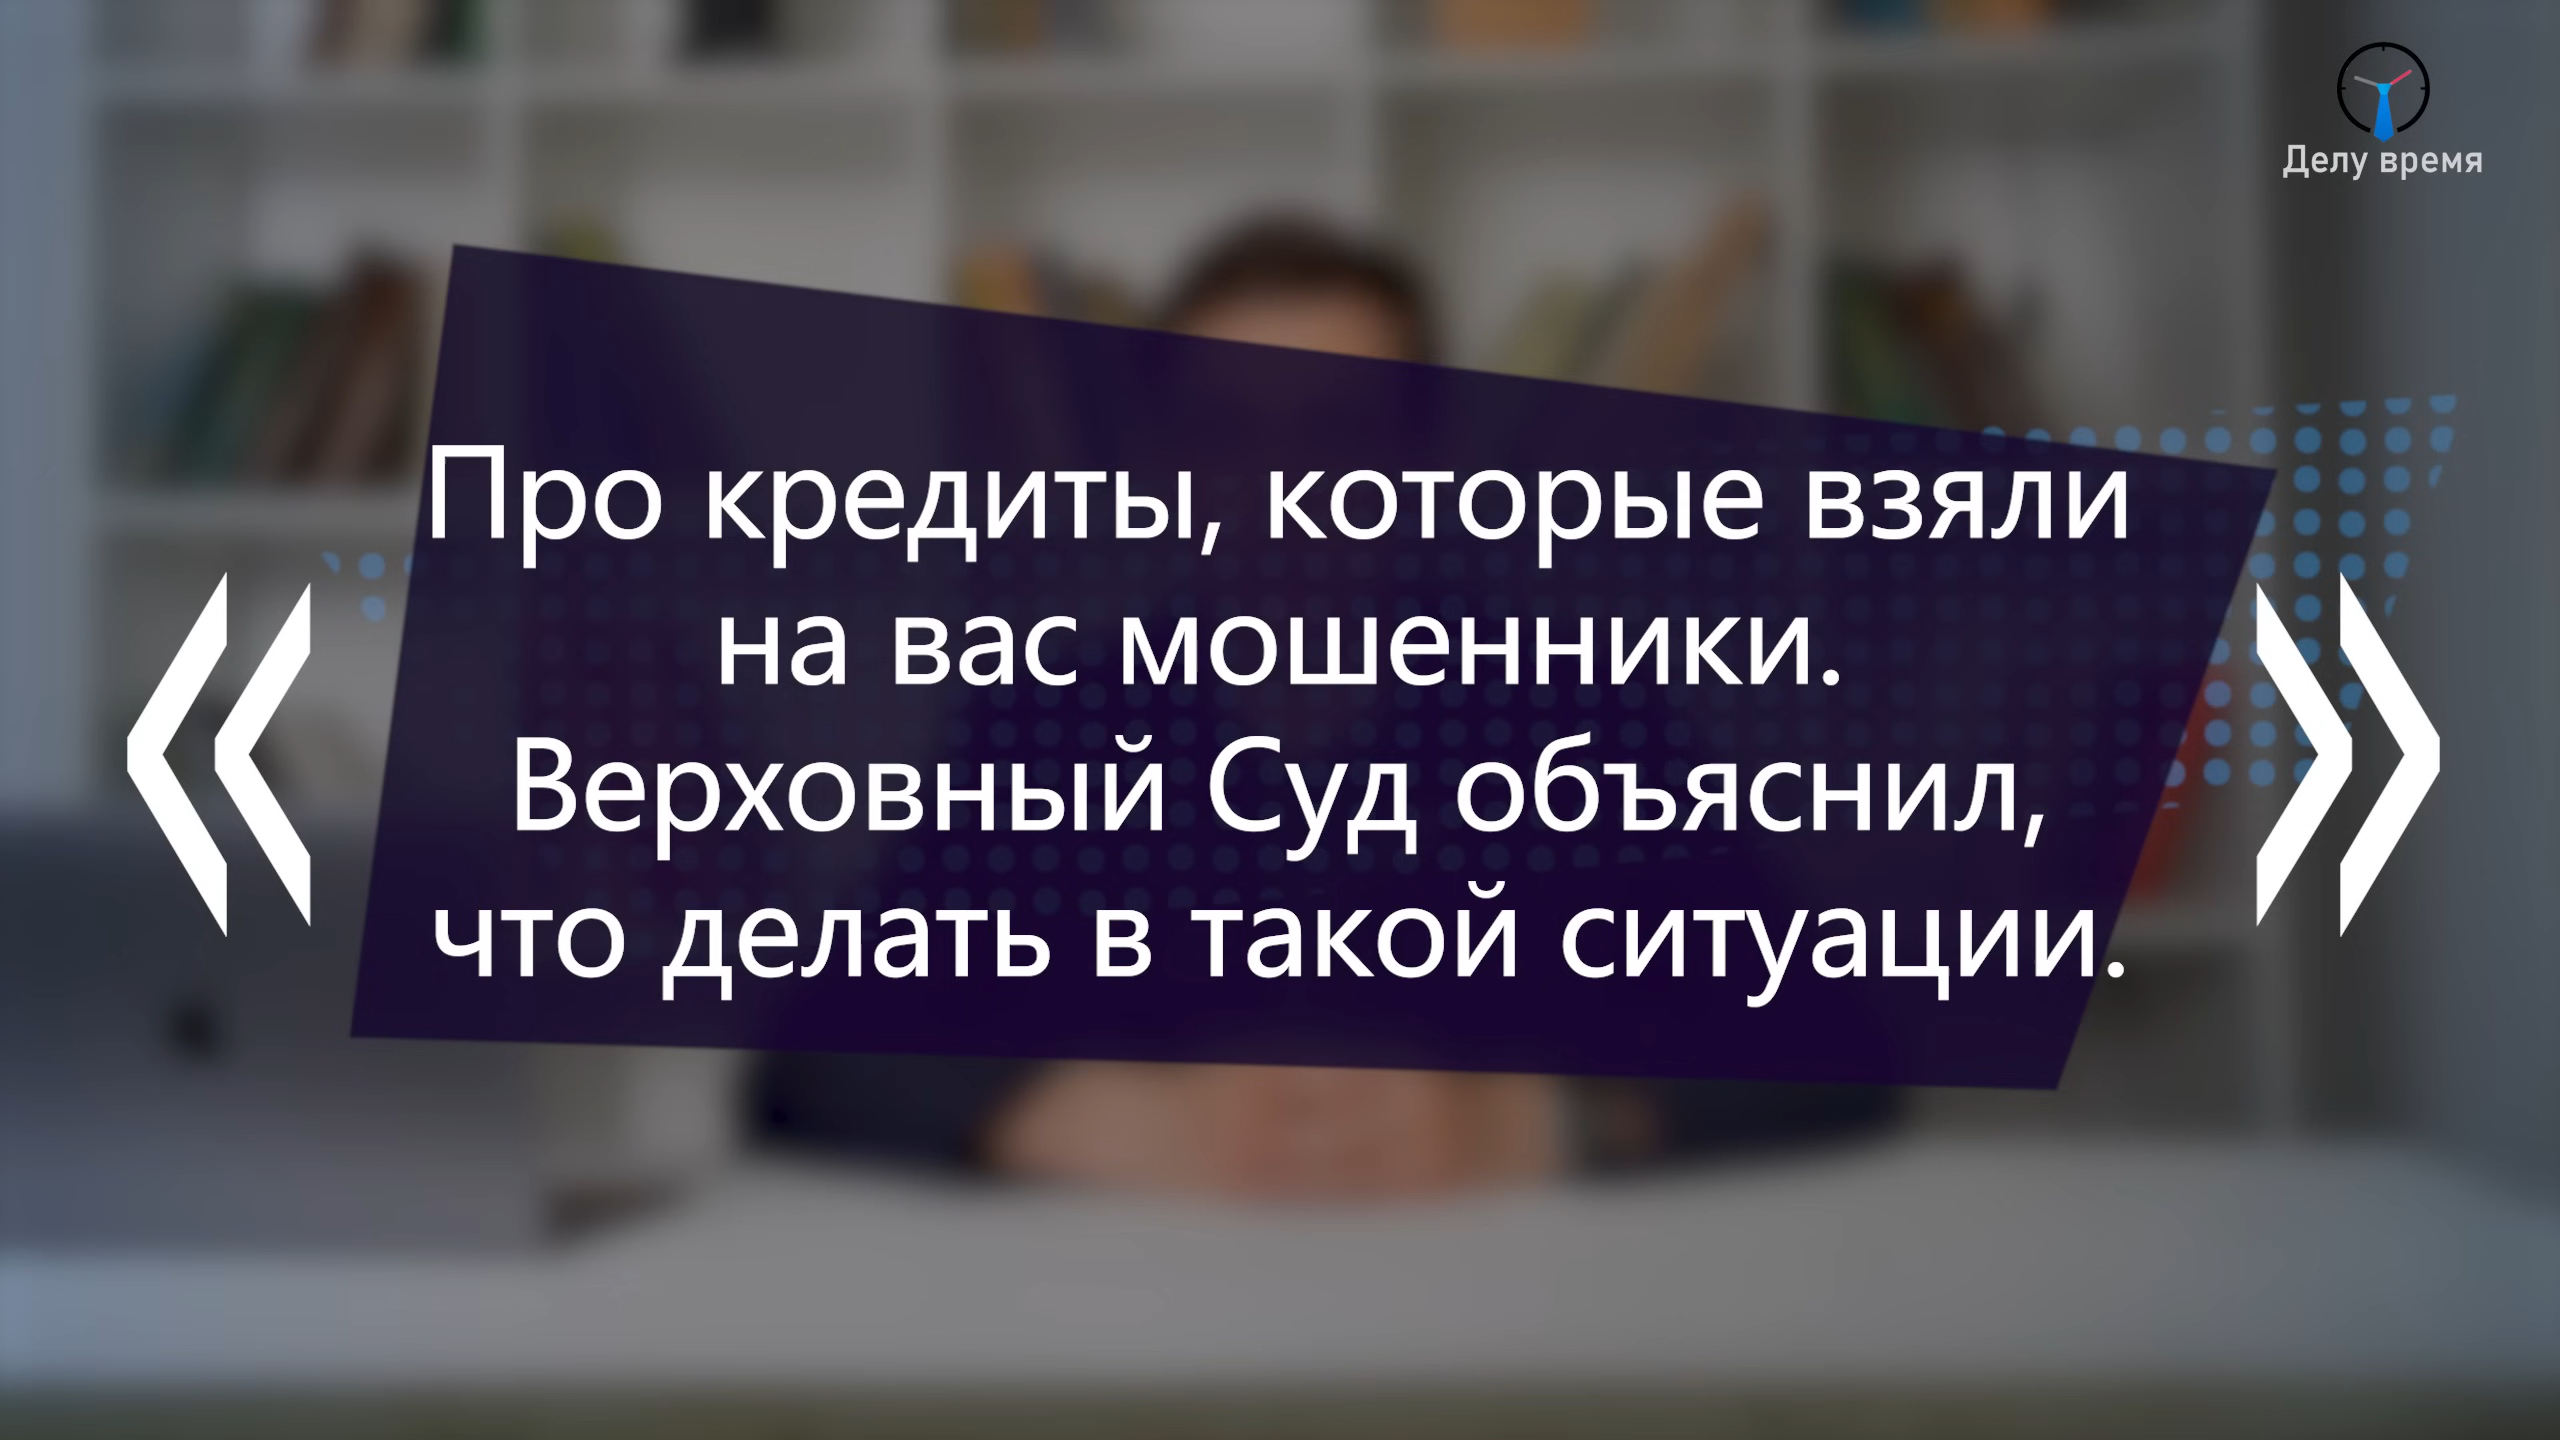 Делу время
Про кредиты, которые взяли
на вас мошенники.
Верховный Суд объяснил,
что делать в такой ситуации.